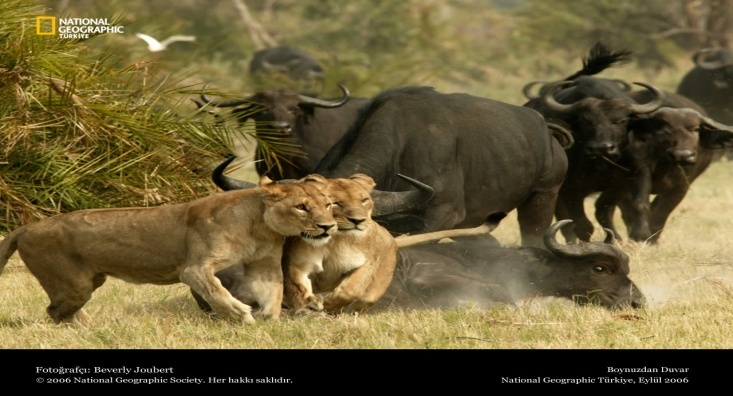 NATIONAL
GEOGRAPHIC
TÜRKİYE
Fotoğrafçı: Beverly Joubert
© 2006 National Geographic Society. Her hakkı saklıdır.
Boynuzdan Duvar
National Geographic Türkiye, Eylül 2006